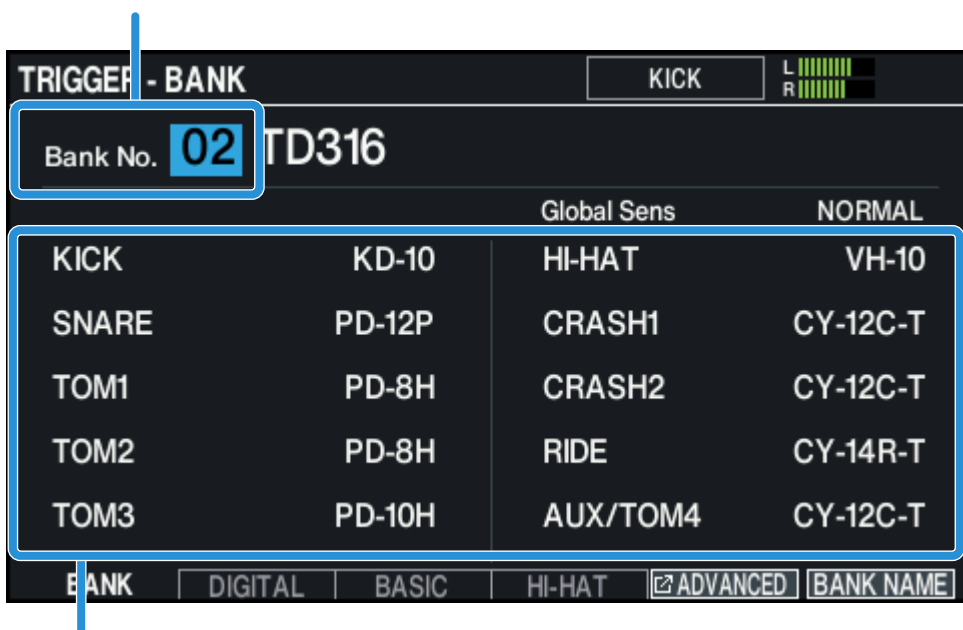 TRIGGER - BANK KICK L R
Bank No. 02 TD316
Global Sens NORMAL
KICK KD-10 HI-HAT VH-10
SNARE PD-12P CRASH1 CY-12C-T
TOM1 PD-8H CRASH2 CY-12C-T
TOM2 PD-8H RIDE CY-14R-T
TOM3 PD-10H AUX/TOM4 CY-12C-T
BANK DIGITAL BASIC HI-HAT ADVANCED BANK NAME